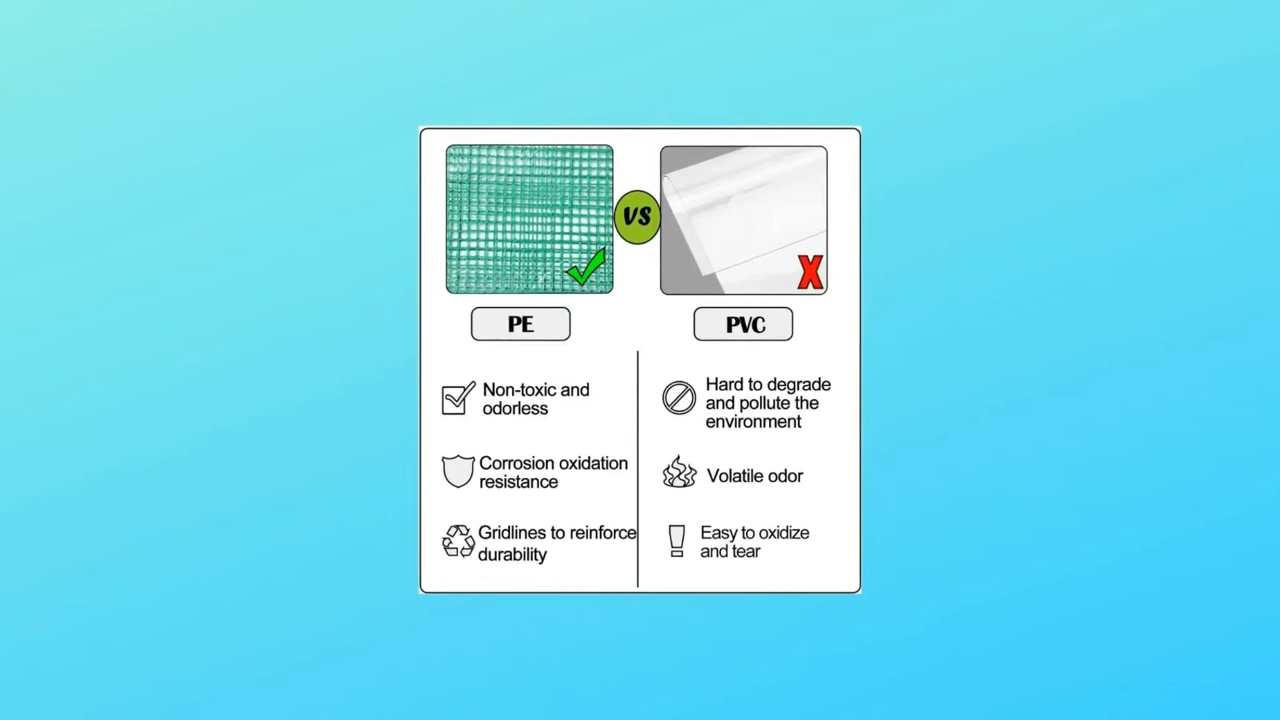 VS
PE
PVC
Non-toxic and
odorless
Corrosion oxidation
resistance
Gridlines to reinforce
durability
Hard to degrade
and pollute the
environment
Volatile odor
Easy to oxidize
and tear